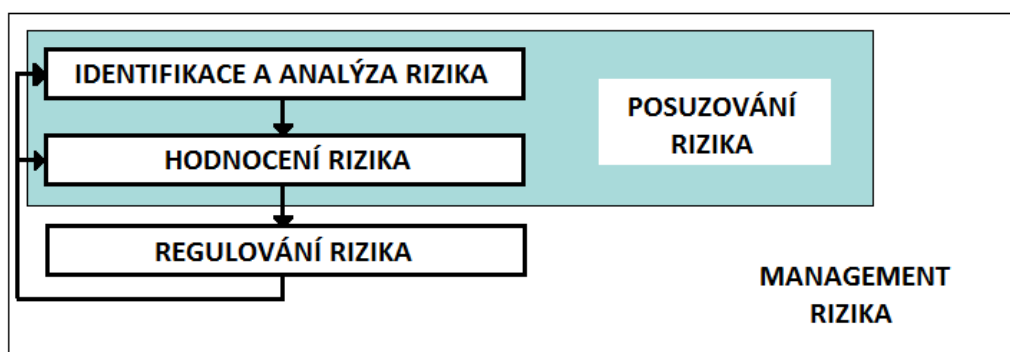 IDENTIFIKACE A ANALÝZA RIZIKA
HODNOCENÍ RIZIKA
REGULOVÁNÍ RIZIKA
POSUZOVÁNÍ
RIZIKA
MANAGEMENT
RIZIKA